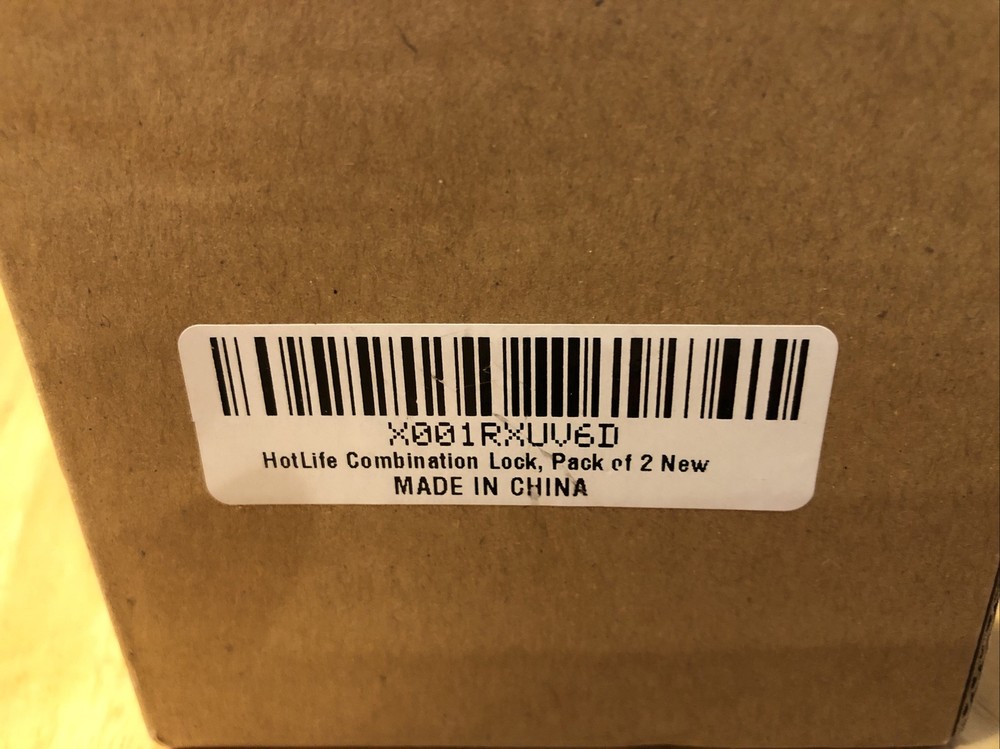 X001RXUV6D
HotLife Combination Lock, Pack of 2 New
MADE IN CHINA